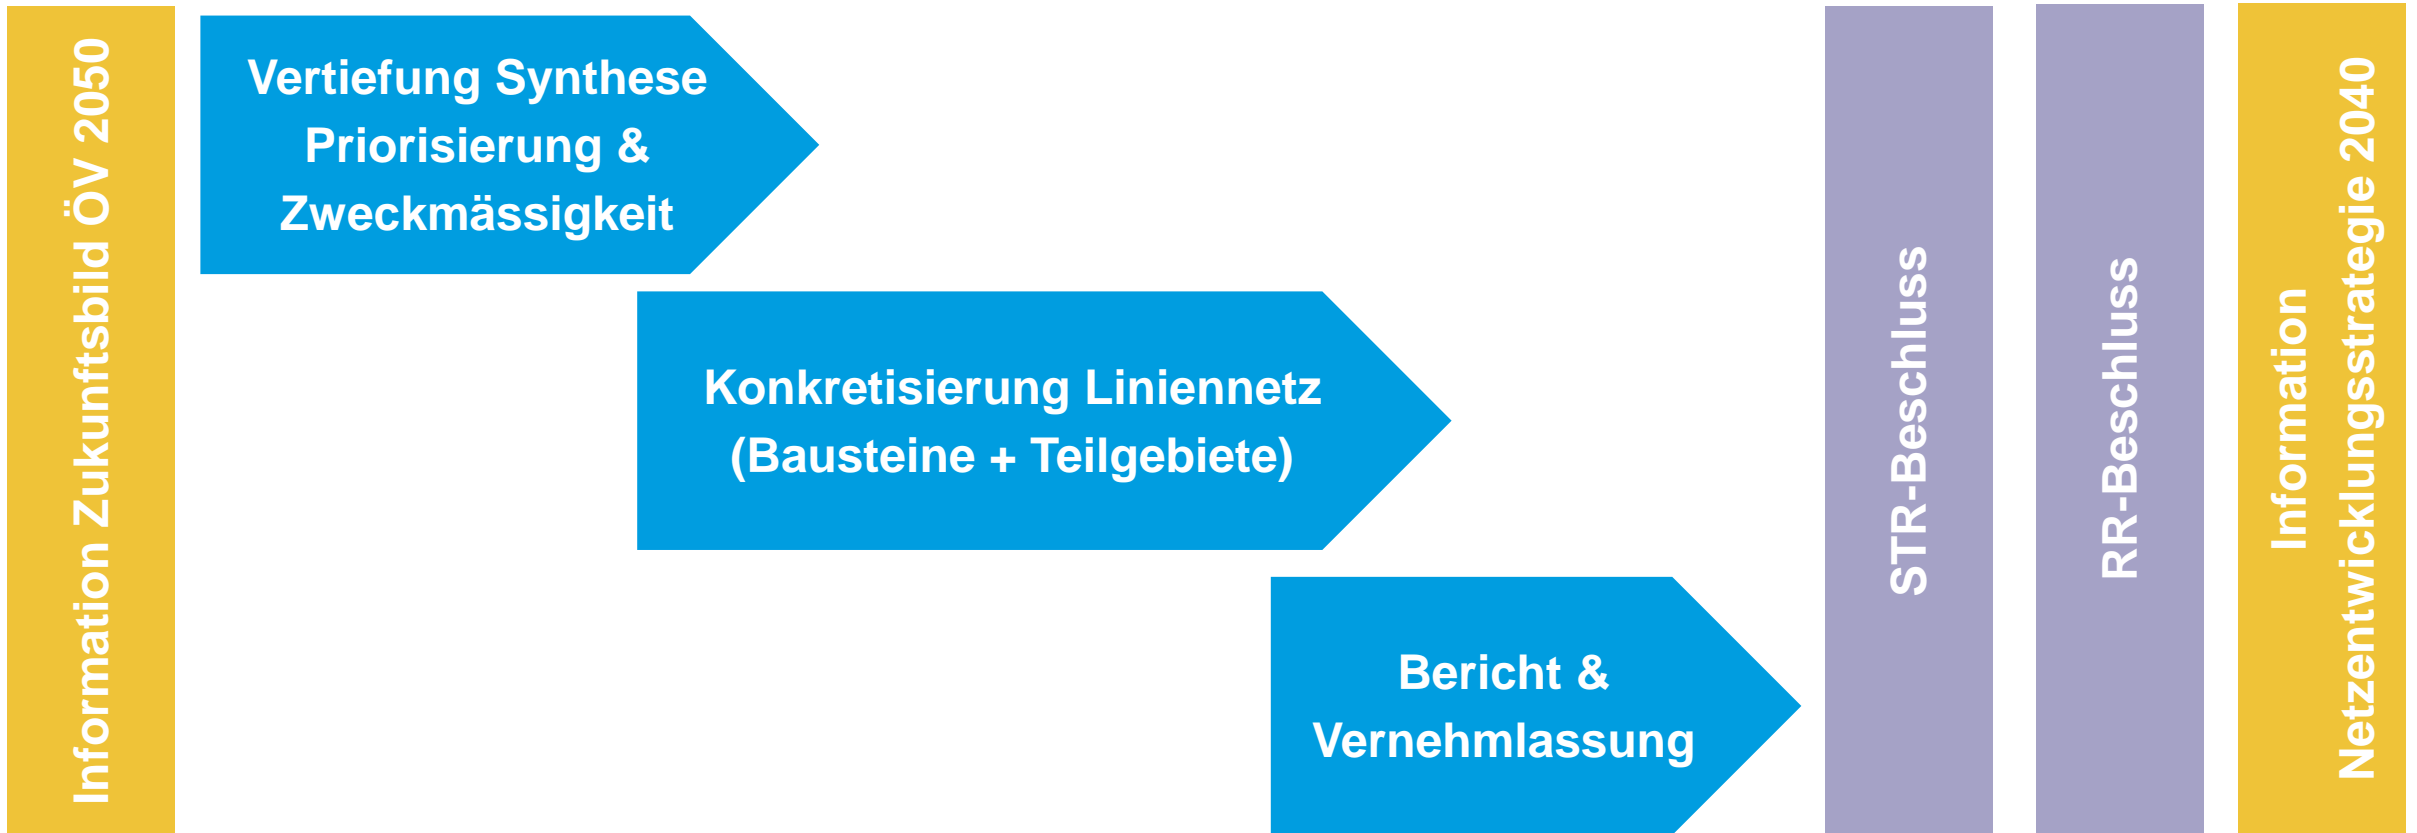 Information Zukunftsbild ÖV 2050
Vertiefung Synthese
Priorisierung &
Zweckmässigkeit
Konkretisierung Liniennetz
(Bausteine + Teilgebiete)
Bericht &
Vernehmlassung
STR-Beschluss
RR-Beschluss
Information
Netzentwicklungsstrategie 2040